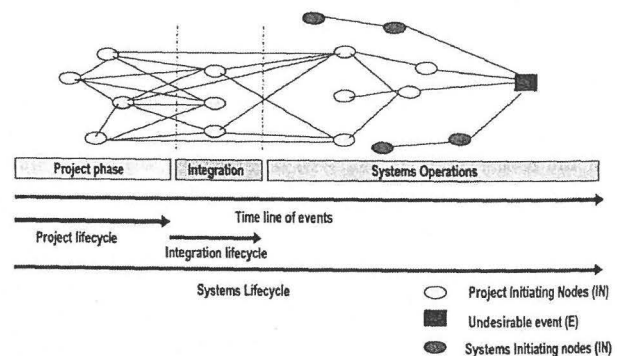 Project phase
Integration
Systems Operations
Time line of events
Project lifecycle
Integration lifecycle
Systems Lifecycle
Project Initiating Nodes (IN)
Undesirable event (E)
Systems Initiating nodes (IN)